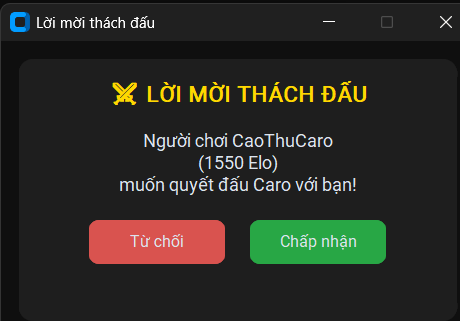 Lời mời thách đấu
⚔ LỜI MỜI THÁCH ĐẤU
Người chơi CaoThuCaro
(1550 Elo)
muốn quyết đấu Caro với bạn!
Từ chối
Chấp nhận